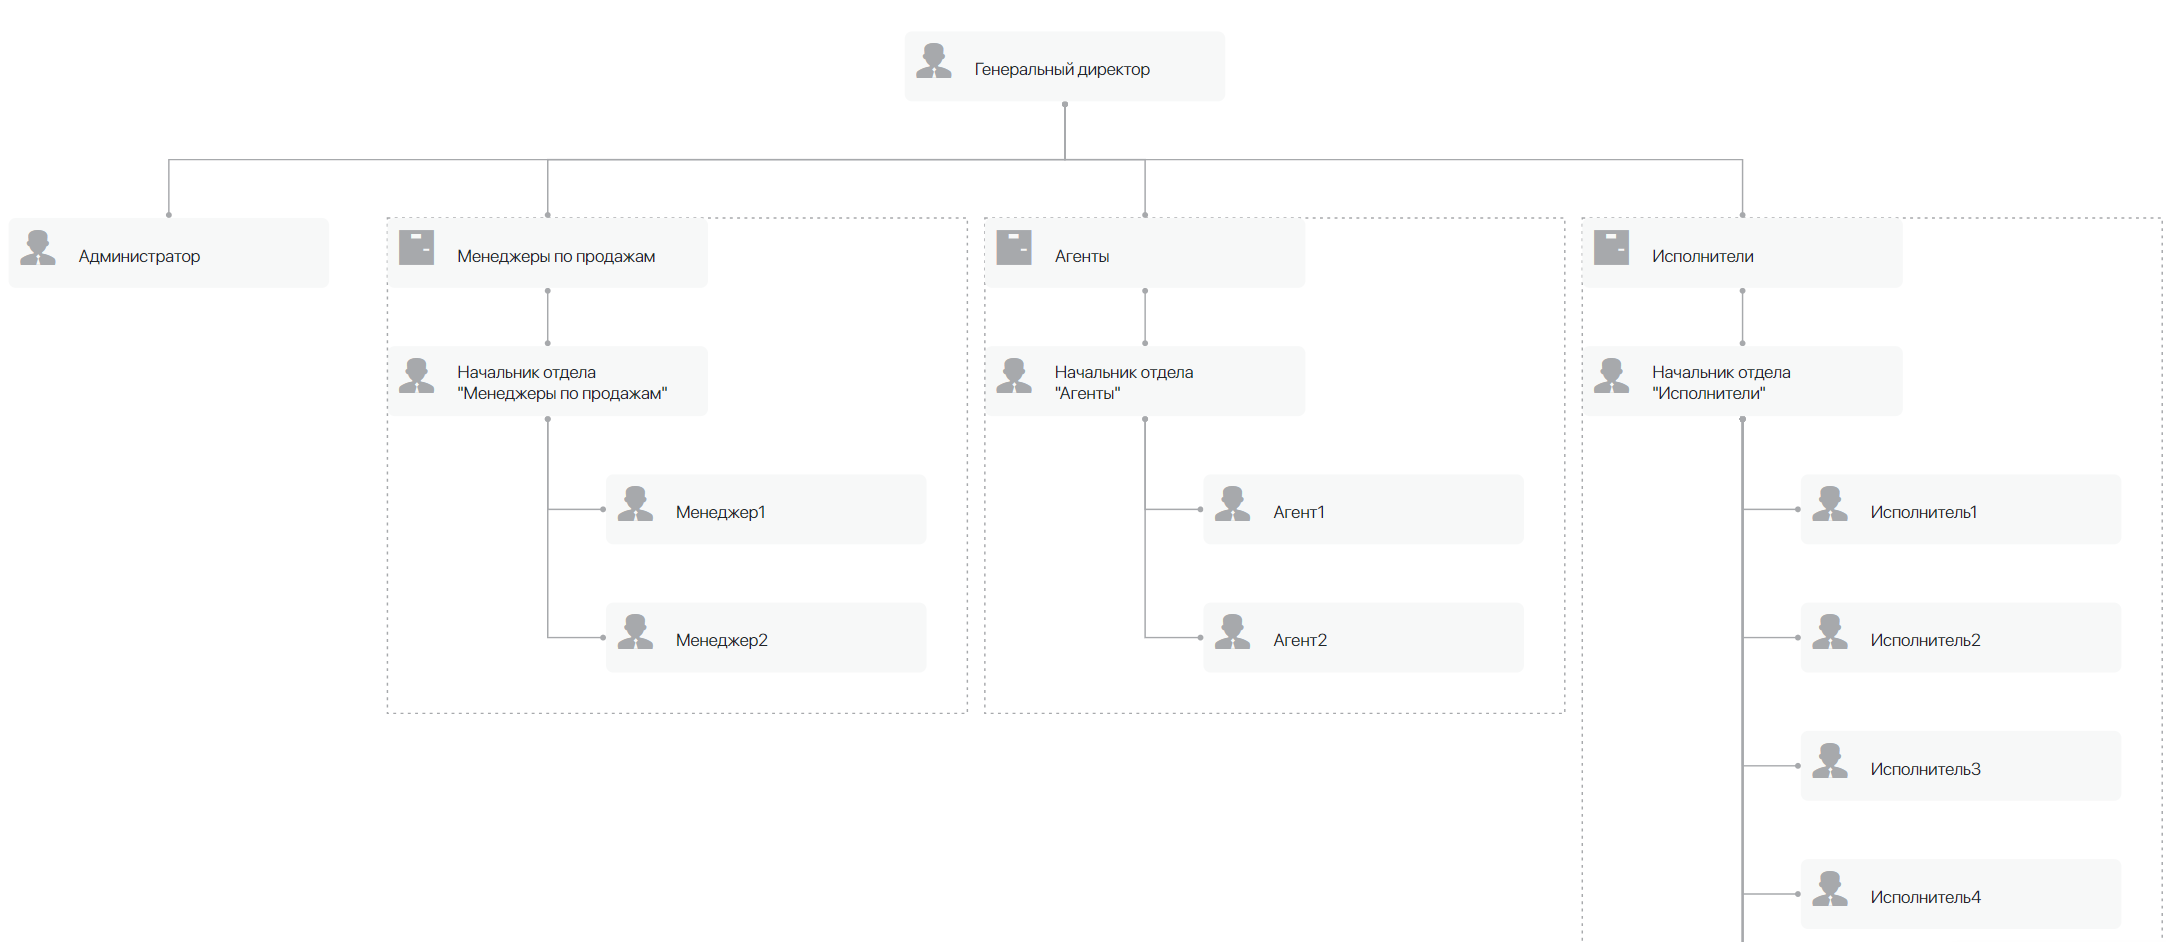 Генеральный директор
Администратор
Менеджеры по продажам
Агенты
Исполнители
Начальник отдела
"Менеджеры по продажам"
Начальник отдела
"Агенты"
Начальник отдела
"Исполнители"
Менеджер1
Агент1
Исполнитель1
Менеджер2
Агент2
Исполнитель2
Исполнитель3
Исполнитель4